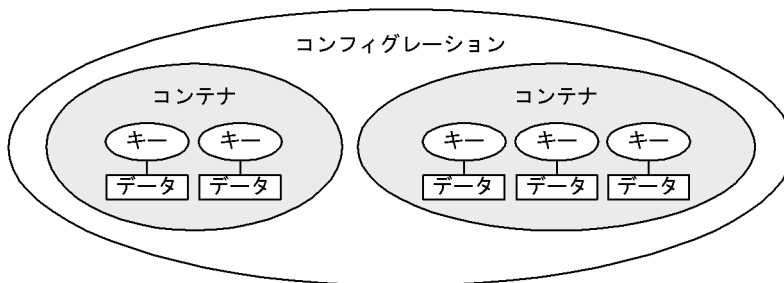 コンフィグレーション
コンテナ コンテナ
キー キー キー キー キー
データ データ データ データ データ